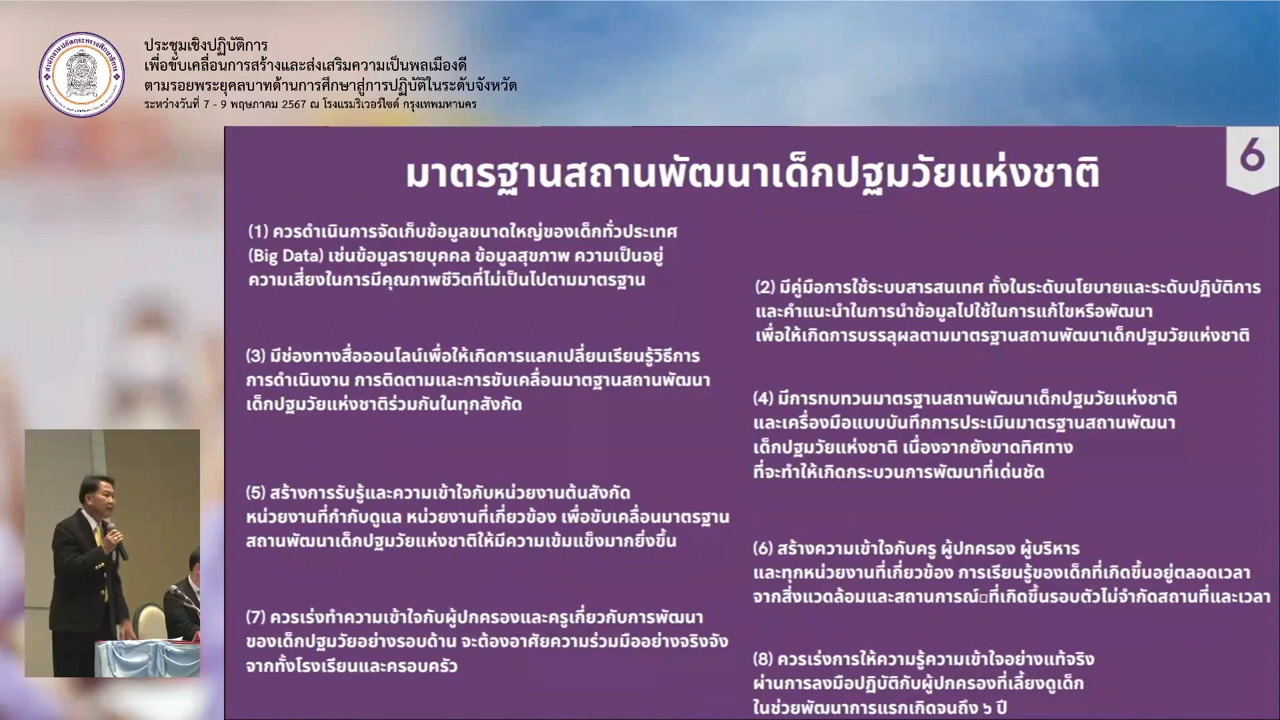 ประชุมเชิงปฏิบัติการ
เพื่อขับเคลื่อนการสร้างและส่งเสริมความเป็นพลเมืองดี
ตามรอยพระยุคลบาทด้านการศึกษาสู่การปฏิบัติในระดับจังหวัด
ระหว่างวันที่ 7 - 9 พฤษภาคม 2567 ณ โรงแรมริเวอร์ไซด์ กรุงเทพมหานคร
6
มาตรฐานสถานพัฒนาเด็กปฐมวัยแห่งชาติ
(1) ควรดำเนินการจัดเก็บข้อมูลขนาดใหญ่ของเด็กทั่วประเทศ
(Big Data) เช่นข้อมูลรายบุคคล ข้อมูลสุขภาพ ความเป็นอยู่
ความเสี่ยงในการมีคุณภาพชีวิตที่ไม่เป็นไปตามมาตรฐาน
(2) มีคู่มือการใช้ระบบสารสนเทศ ทั้งในระดับนโยบายและระดับปฏิบัติการ
และคำแนะนำในการนำข้อมูลไปใช้ในการแก้ไขหรือพัฒนา
เพื่อให้เกิดการบรรลุผลตามมาตรฐานสถานพัฒนาเด็กปฐมวัยแห่งชาติ
(3) มีช่องทางสื่อออนไลน์เพื่อให้เกิดการแลกเปลี่ยนเรียนรู้วิธีการ
การดำเนินงาน การติดตามและการขับเคลื่อนมาตฐานสถานพัฒนา
เด็กปฐมวัยแห่งชาติร่วมกันในทุกสังกัด
(4) มีการทบทวนมาตรฐานสถานพัฒนาเด็กปฐมวัยแห่งชาติ
และเครื่องมือแบบบันทึกการประเมินมาตรฐานสถานพัฒนา
เด็กปฐมวัยแห่งชาติ เนื่องจากยังขาดทิศทาง
ที่จะทำให้เกิดกระบวนการพัฒนาที่เด่นชัด
(5) สร้างการรับรู้และความเข้าใจกับหน่วยงานต้นสังกัด
หน่วยงานที่กำกับดูแล หน่วยงานที่เกี่ยวข้อง เพื่อขับเคลื่อนมาตรฐาน
สถานพัฒนาเด็กปฐมวัยแห่งชาติให้มีความเข้มแข็งมากยิ่งขึ้น
(6) สร้างความเข้าใจกับครู ผู้ปกครอง ผู้บริหาร
และทุกหน่วยงานที่เกี่ยวข้อง การเรียนรู้ของเด็กที่เกิดขึ้นอยู่ตลอดเวลา
จากสิ่งแวดล้อมและสถานการณ์□ที่เกิดขึ้นรอบตัวไม่จำกัดสถานที่และเวลา
(7) ควรเร่งทำความเข้าใจกับผู้ปกครองและครูเกี่ยวกับการพัฒนา
ของเด็กปฐมวัยอย่างรอบด้าน จะต้องอาศัยความร่วมมืออย่างจริงจัง
จากทั้งโรงเรียนและครอบครัว
(8) ควรเร่งการให้ความรู้ความเข้าใจอย่างแท้จริง
ผ่านการลงมือปฏิบัติกับผู้ปกครองที่เลี้ยงดูเด็ก
ในช่วยพัฒนาการแรกเกิดจนถึง ๖ ปี